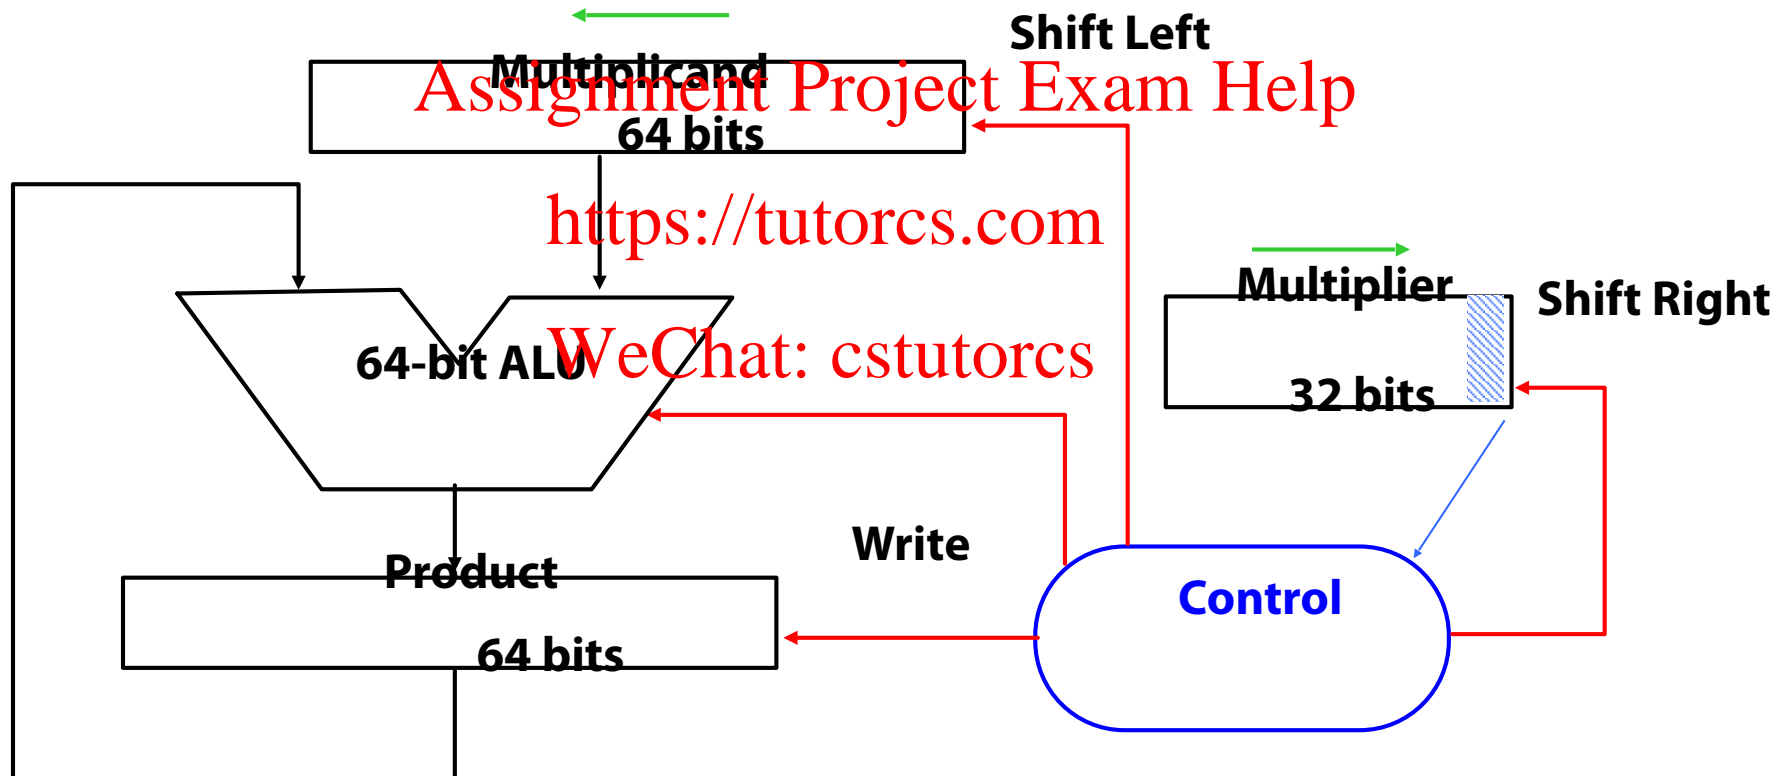 Shift Left
Multiplicand
Assignment Project Exam Help
64 bits
https://tutorcs.com
Multiplier
Shift Right
64-bit ALU
WeChat: cstutorcs
32 bits
Write
Product
Control
64 bits